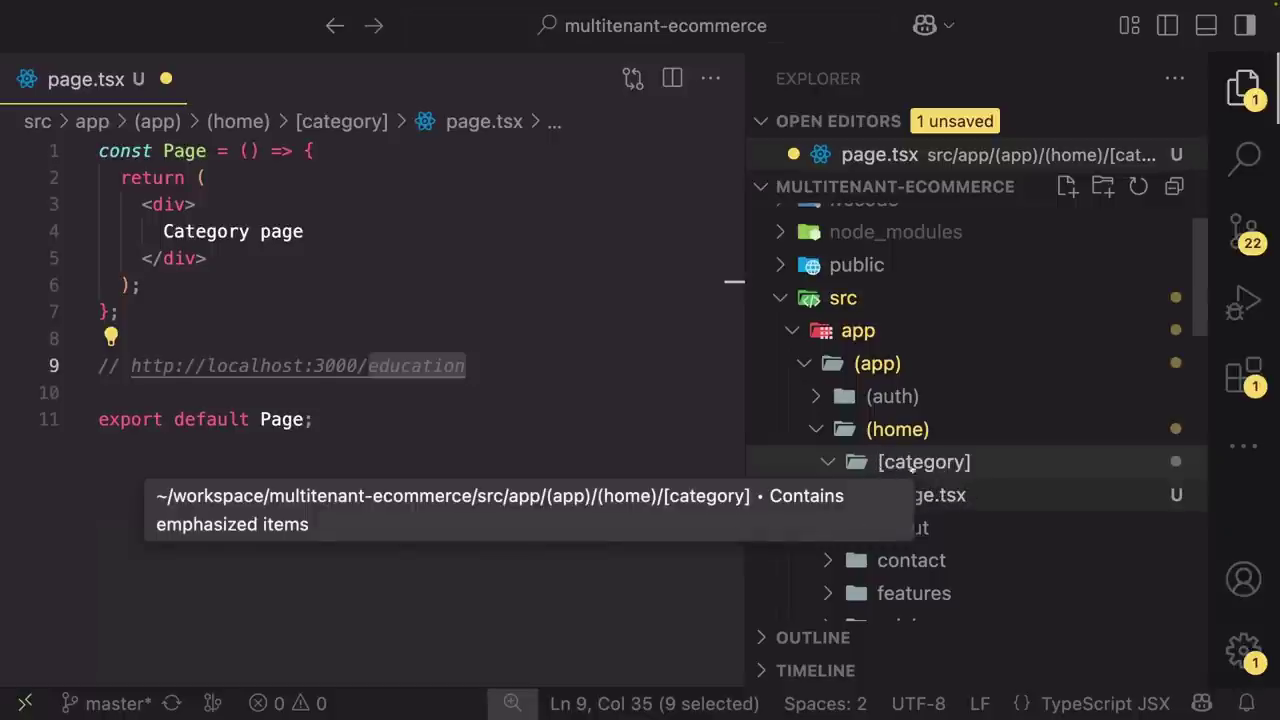 multitenant-ecommerce
page.tsx U
EXPLORER
src > app > (app) > (home) > [category] > page.tsx > ...
OPEN EDITORS 1 unsaved
page.tsx src/app/(app)/(home)/[cat... U
MULTITENANT-ECOMMERCE
node_modules
public
src
app
(app)
(auth)
(home)
[category]
ge.tsx U
ut
contact
features
OUTLINE
TIMELINE
1 const Page = () => {
2 return (
3 <div>
4 Category page
5 </div>
6 );
7 };
8
9 // http://localhost:3000/education
10
11 export default Page;
~/workspace/multitenant-ecommerce/src/app/(app)/(home)/[category] • Contains
emphasized items
1
22
1
1
master* 0 0 Ln 9, Col 35 (9 selected) Spaces: 2 UTF-8 LF {} TypeScript JSX